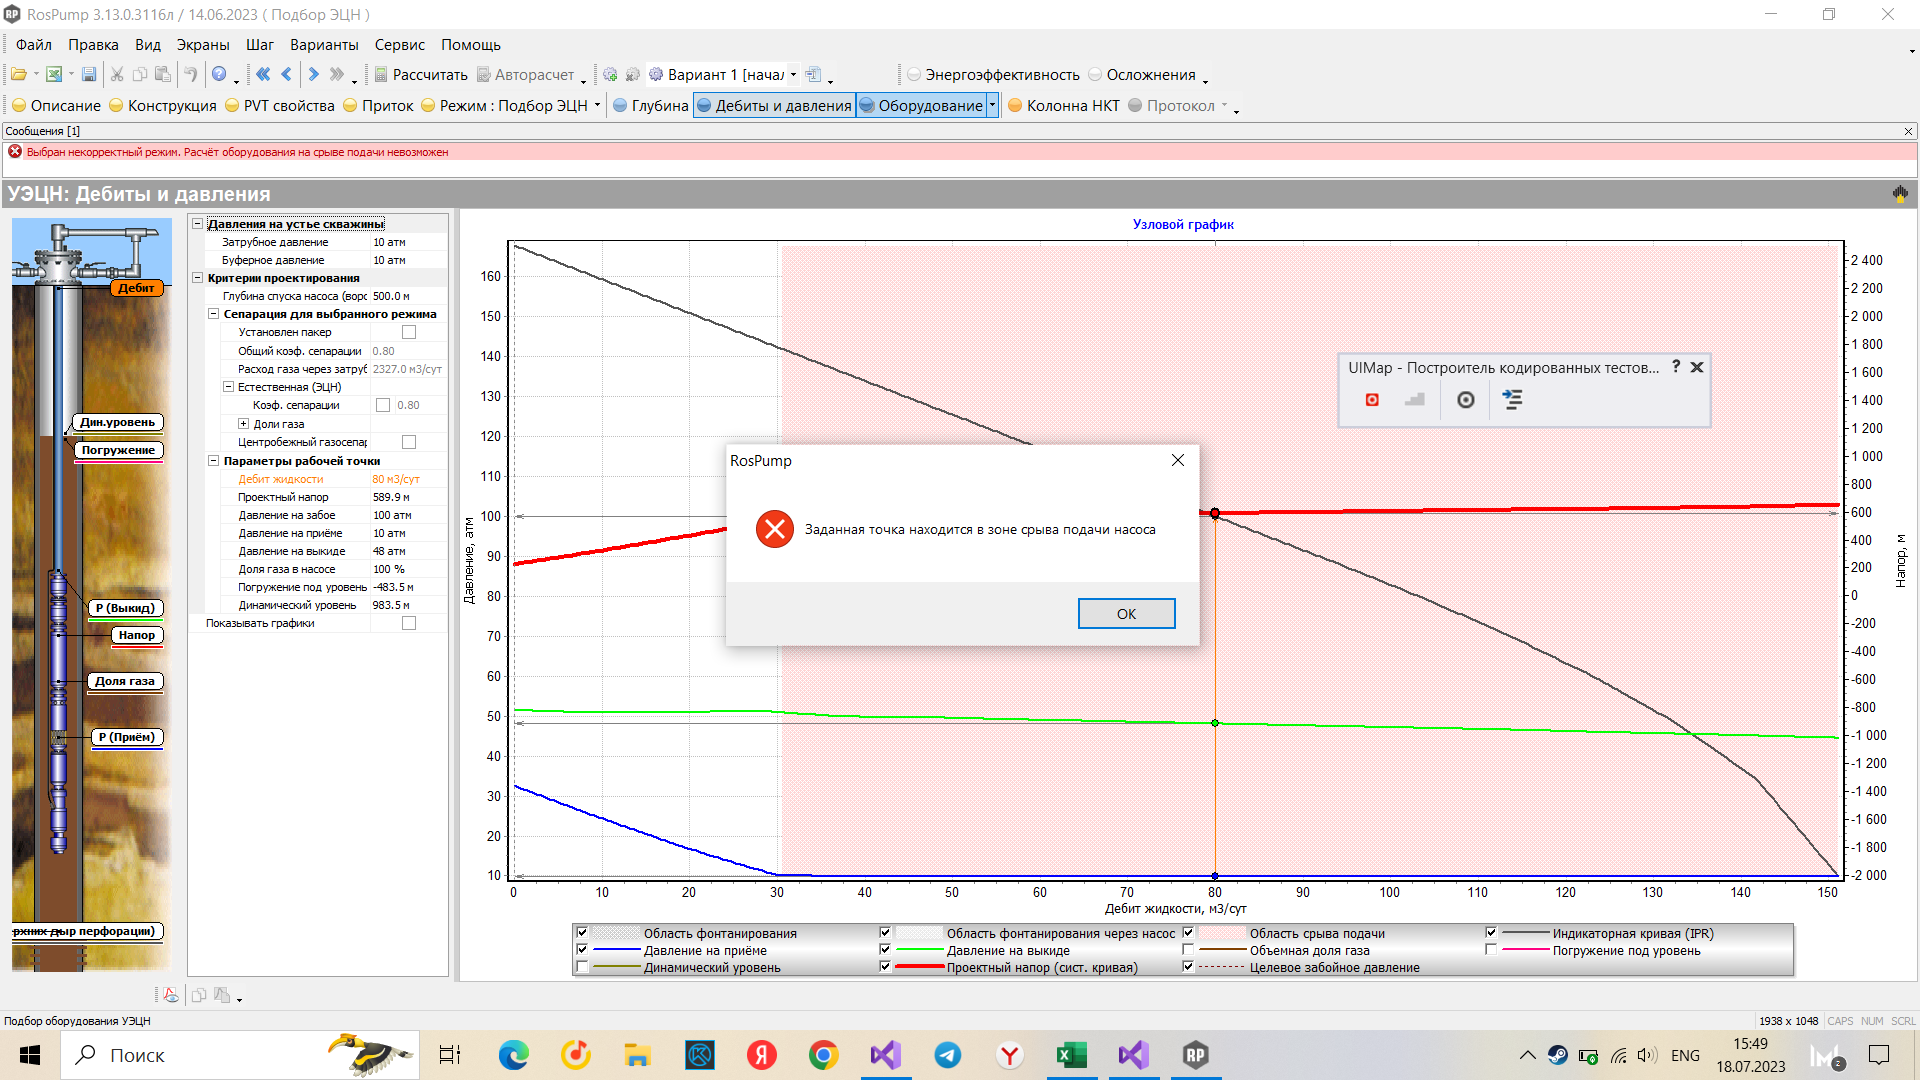 RosPump 3.13.0.3116л / 14.06.2023 ( Подбор ЭЦН )
Файл Правка Вид Экраны Шаг Варианты Сервис Помощь
Рассчитать Авторасчет Вариант 1 [начал Энергоэффективность Осложнения
Описание Конструкция PVT свойства Приток Режим : Подбор ЭЦН Глубина Дебиты и давления Оборудование Колонна НКТ Протокол
Сообщения [1]
Выбран некорректный режим. Расчёт оборудования на срыве подачи невозможен
УЭЦН: Дебиты и давления
Дебит
Дин.уровень
Погружение
P (Выкид)
Напор
Доля газа
P (Приём)
рхних дыр перфорации)
Давления на устье скважины
Затрубное давление 10 атм
Буферное давление 10 атм
Критерии проектирования
Глубина спуска насоса (ворс 500.0 м
Сепарация для выбранного режима
Установлен пакер
Общий коэф. сепарации 0.80
Расход газа через затруб 2327.0 м3/сут
Естественная (ЭЦН)
Коэф. сепарации 0.80
Доли газа
Центробежный газосепар
Параметры рабочей точки
Дебит жидкости 80 м3/сут
Проектный напор 589.9 м
Давление на забое 100 атм
Давление на приёме 10 атм
Давление на выкиде 48 атм
Доля газа в насосе 100 %
Погружение под уровень -483.5 м
Динамический уровень 983.5 м
Показывать графики
Узловой график
Давление, атм
160
150
140
130
120
110
100
90
80
70
60
50
40
30
20
10
0 10 20 30 40 50 60 70 80 90 100 110 120 130 140 150
Дебит жидкости, м3/сут
2 400
2 200
2 000
1 800
1 600
1 400
1 200
1 000
800
600
400
200
0
-200
-400
-600
-800
-1 000
-1 200
-1 400
-1 600
-1 800
-2 000
Напор, м
UIMap - Построитель кодированных тестов... ?
RosPump
Заданная точка находится в зоне срыва подачи насоса
OK
Область фонтанирования Область фонтанирования через насос Область срыва подачи Индикаторная кривая (IPR)
Давление на приёме Давление на выкиде Объемная доля газа Погружение под уровень
Динамический уровень Проектный напор (сист. кривая) Целевое забойное давление
Подбор оборудования УЭЦН 1938 x 1048 CAPS NUM SCRL
Поиск
ENG
15:49
18.07.2023
2